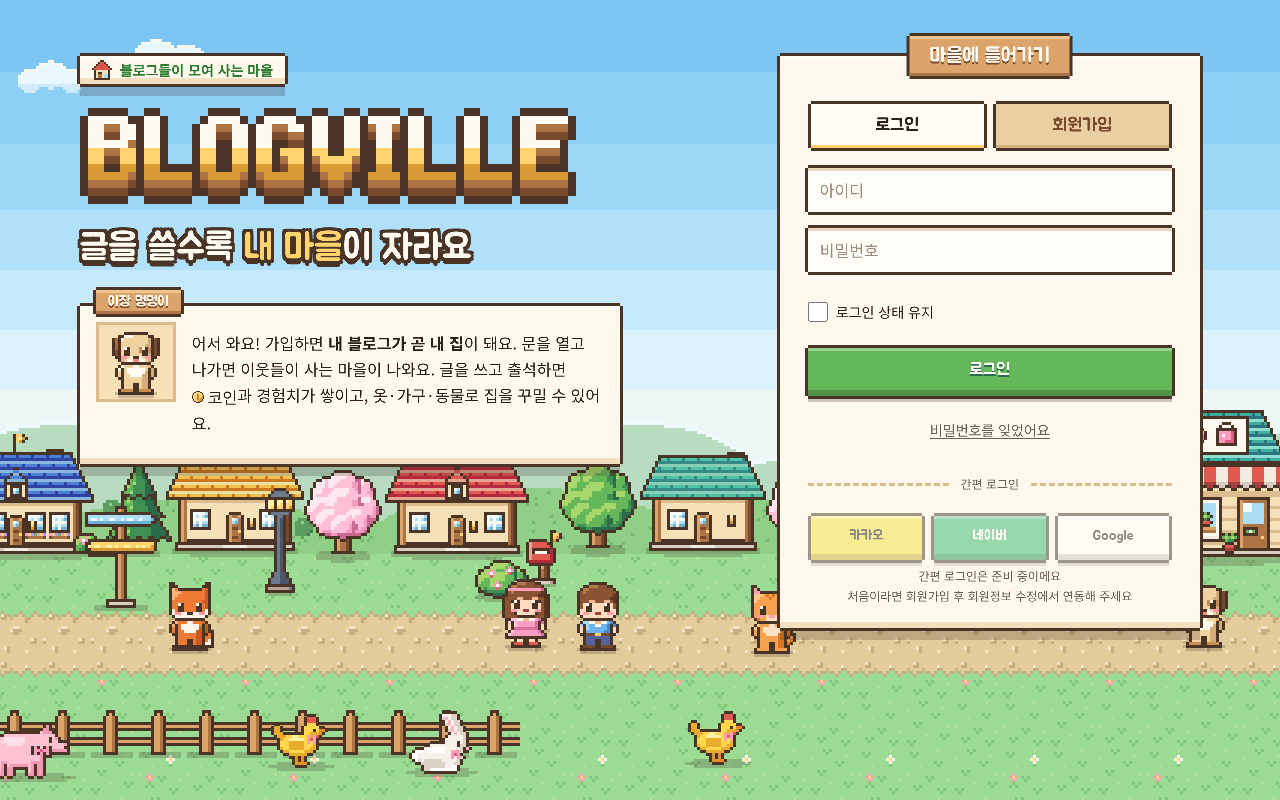 블로그들이 모여 사는 마을
BLOGVILLE
글을 쓸수록 내 마을이 자라요
이장 멍멍이
어서 와요! 가입하면 내 블로그가 곧 내 집이 돼요. 문을 열고
나가면 이웃들이 사는 마을이 나와요. 글을 쓰고 출석하면
코인과 경험치가 쌓이고, 옷·가구·동물로 집을 꾸밀 수 있어
요.
마을에 들어가기
로그인
회원가입
아이디
비밀번호
로그인 상태 유지
로그인
비밀번호를 잊었어요
간편 로그인
카카오
네이버
Google
간편 로그인은 준비 중이에요
처음이라면 회원가입 후 회원정보 수정에서 연동해 주세요